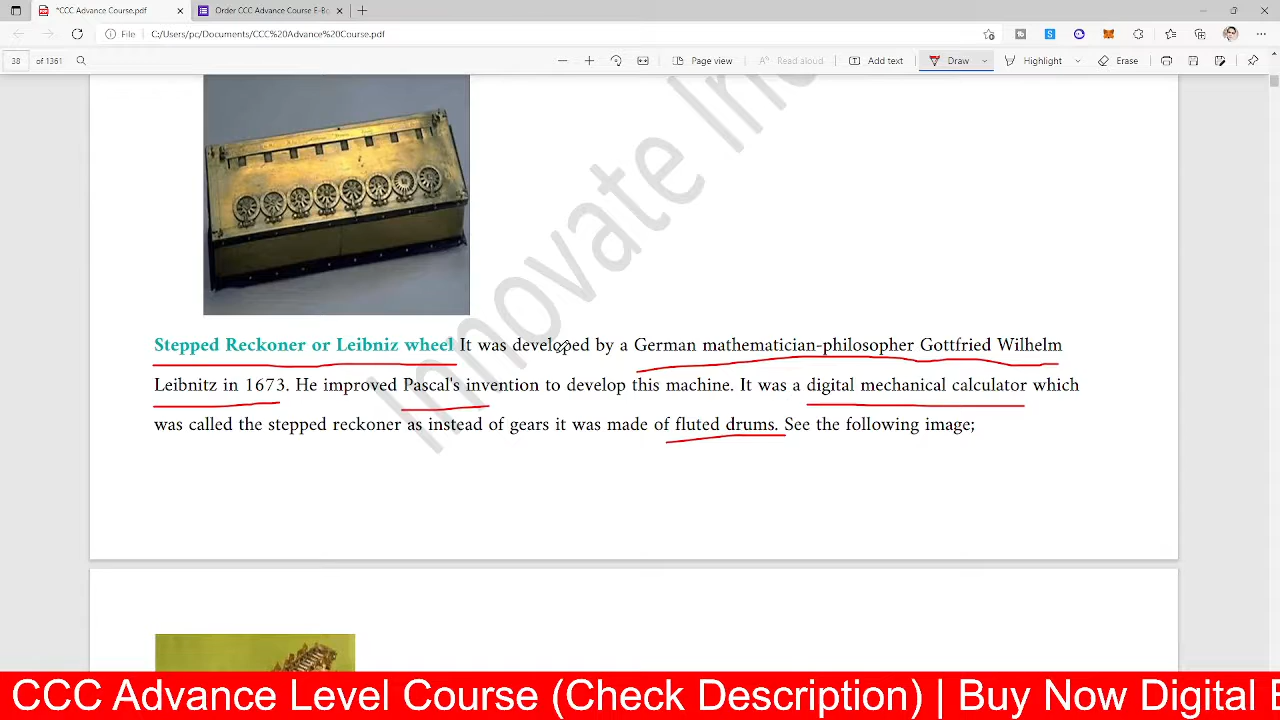 *CCC Advance Course.pdf
Order CCC Advance Course E-Bo
File
C:/Users/pc/Documents/CCC%20Advance%20Course.pdf
38 of 1361
Page view
Read aloud
Add text
Draw
Highlight
Erase
Innovate
Stepped Reckoner or Leibniz wheel It was developed by a German mathematician-philosopher Gottfried Wilhelm
Leibnitz in 1673. He improved Pascal's invention to develop this machine. It was a digital mechanical calculator which
was called the stepped reckoner as instead of gears it was made of fluted drums. See the following image;
CCC Advance Level Course (Check Description) | Buy Now Digital